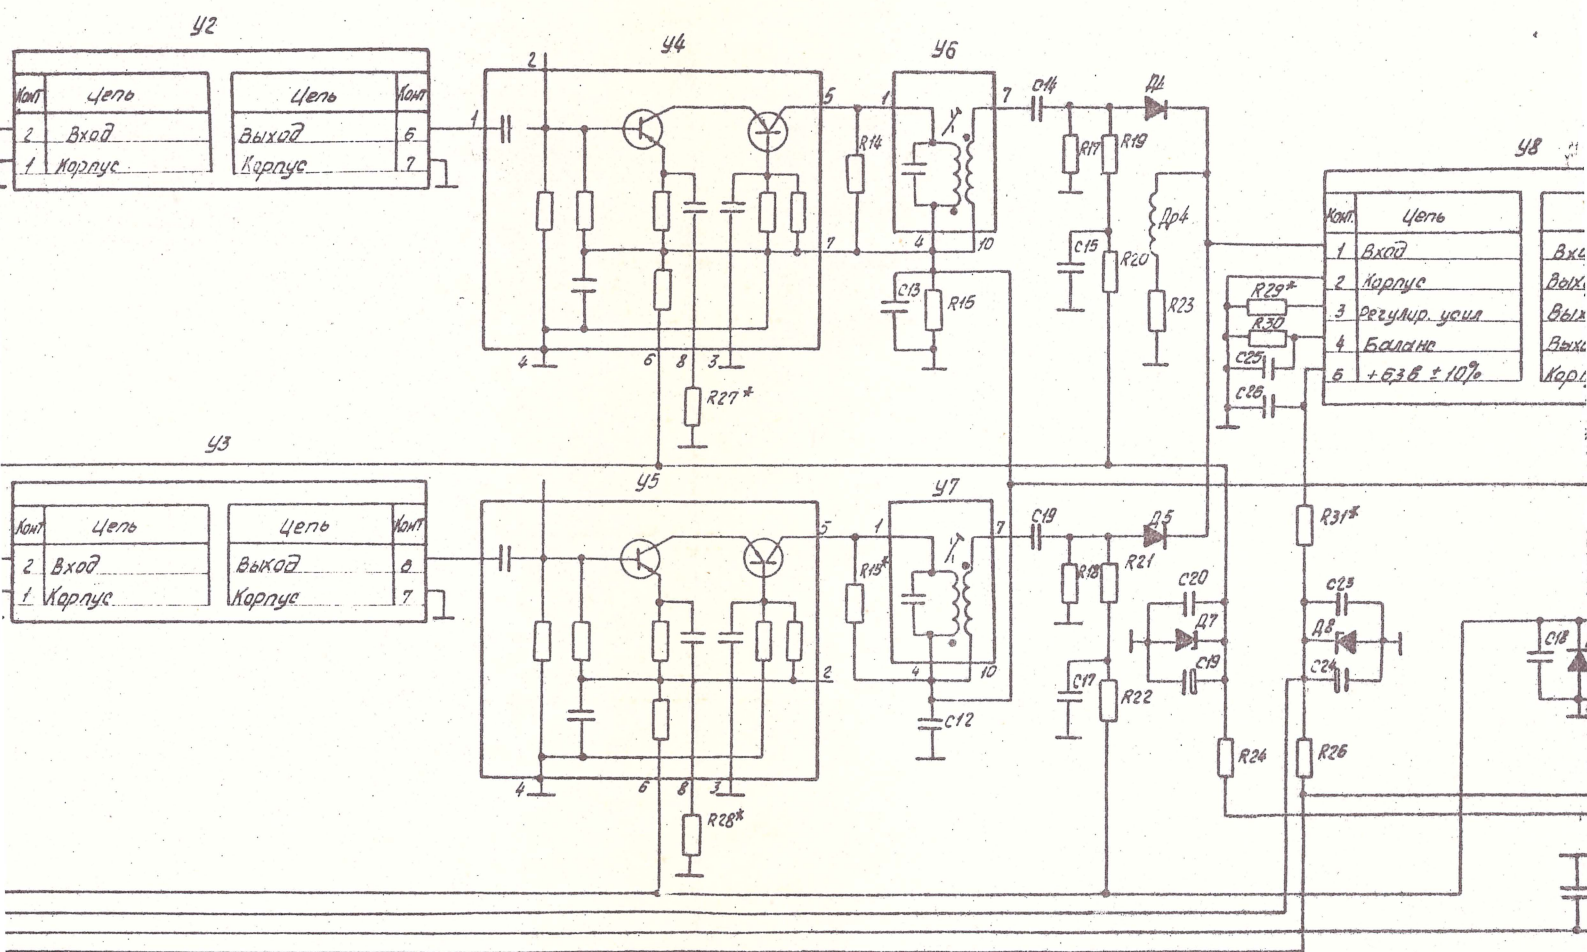 У2
Конт Цепь Цепь Конт
2 Вход Выход 6
1 Корпус Корпус 7
У4
2
1
5
7
4
6
8
3
R27*
R14
У6
1
7
4
10
C13
R15
C14
R17
R19
Д4
C15
R20
Др4
R23
У8
Конт Цепь
1 Вход
2 Корпус
3 Регулир. усил
4 Баланс
5 +6,3в ±10%
R29*
R30
C25
C26
У3
Конт Цепь Цепь Конт
2 Вход Выход 6
1 Корпус Корпус 7
У5
5
2
4
6
8
3
R28*
R13*
У7
1
7
4
10
C12
C19
R18
R21
Д5
C17
R22
C20
Д7
C19
R24
R31*
C23
Д8
C24
R26
C18